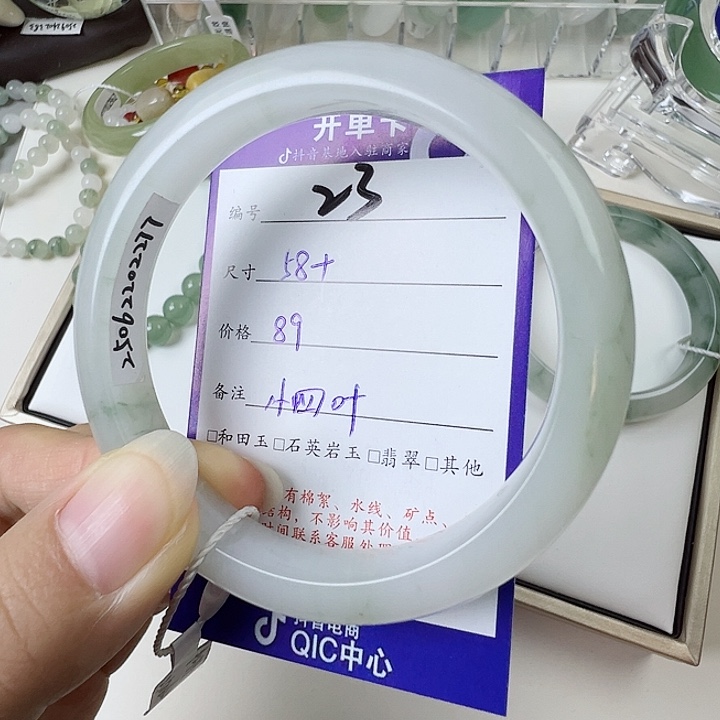 开单卡
抖音基地入驻商家
编号 23
尺寸 58+
价格 89
备注 小四叶
□和田玉□石英岩玉□翡翠□其他
有棉絮、水线、矿点、
结构，不影响其价值
时间联系客服处理
抖音电商
QIC中心